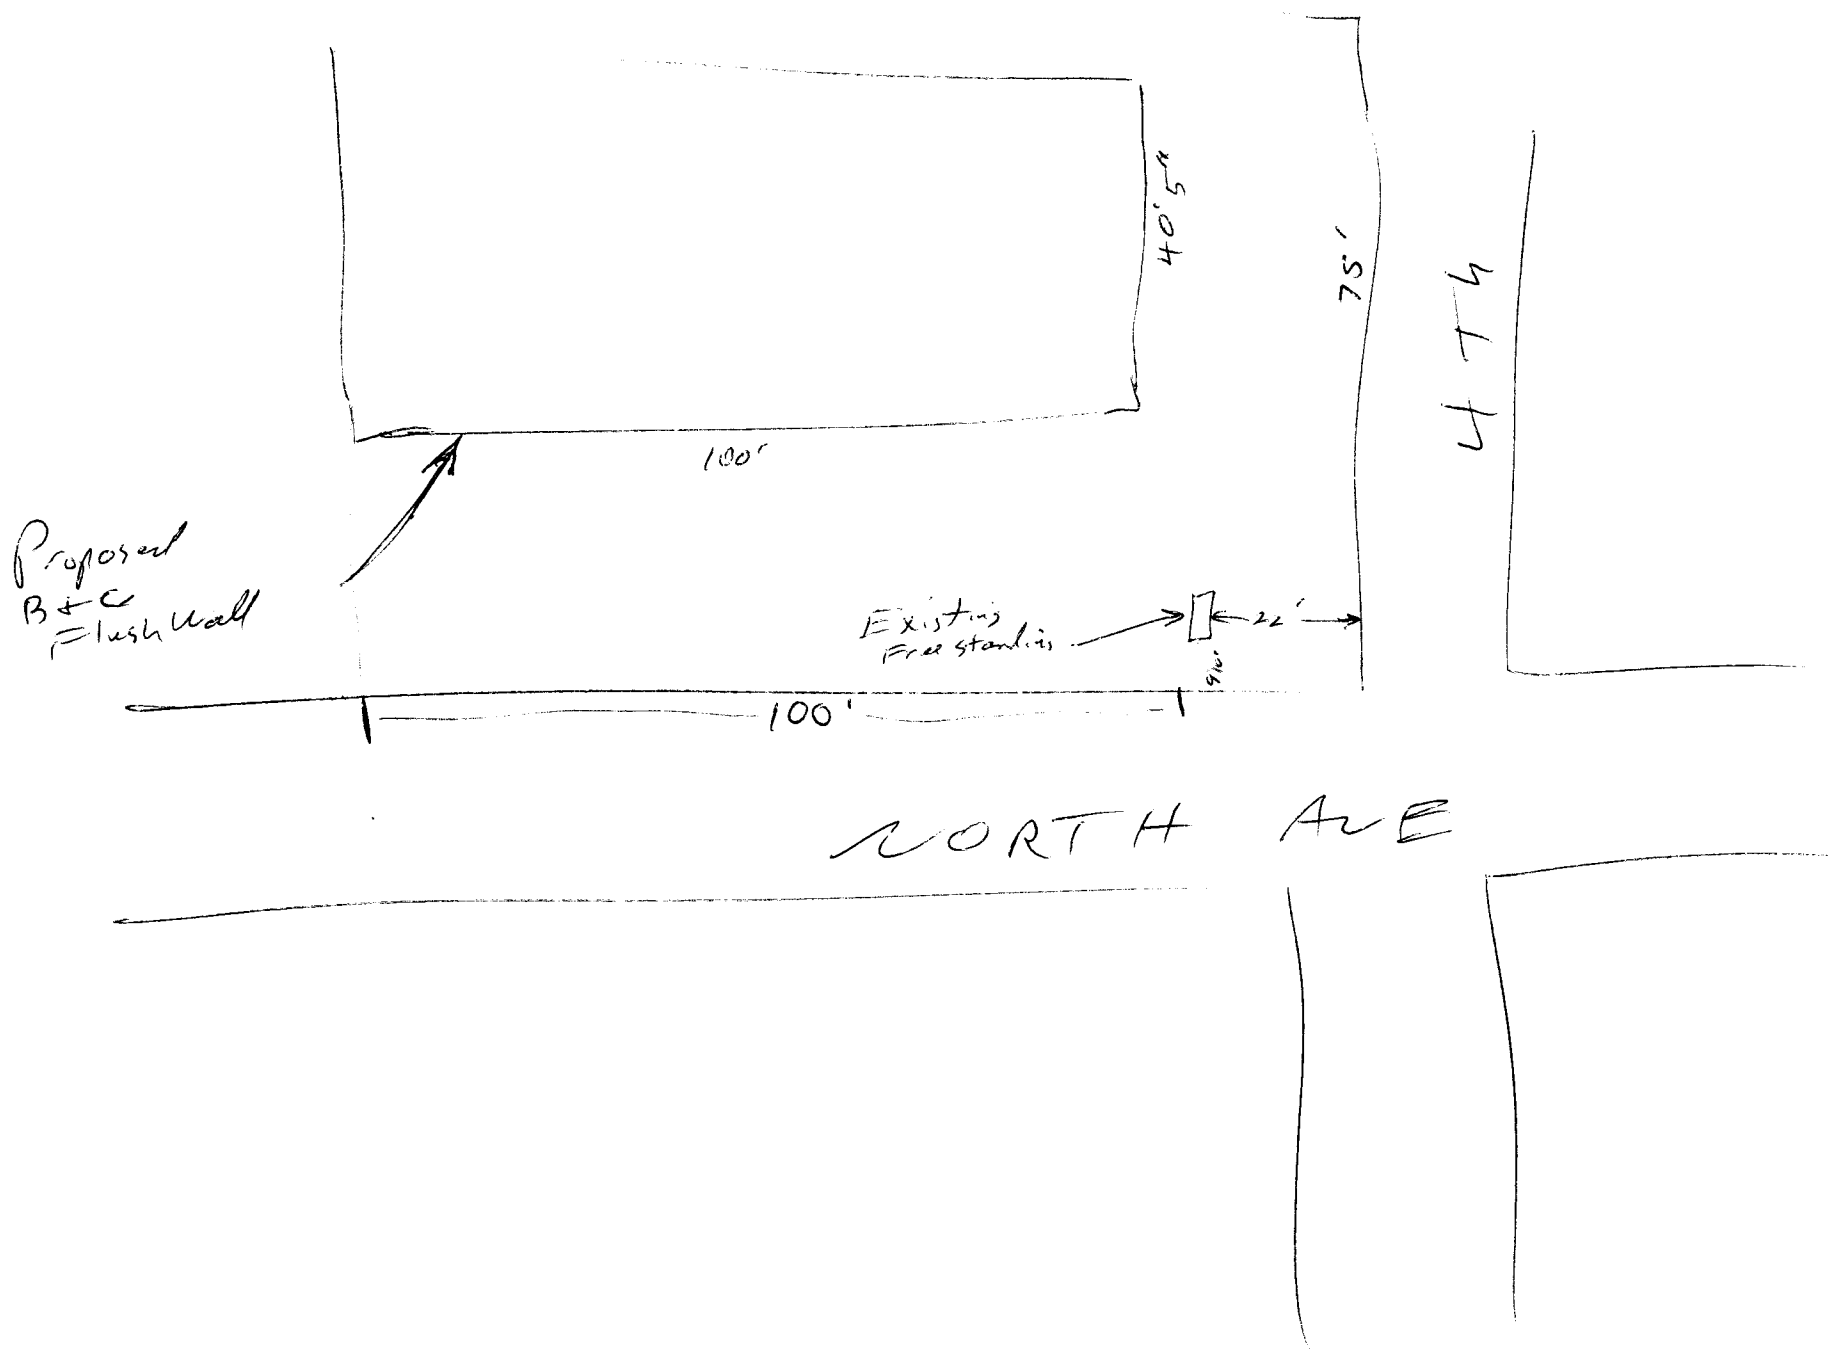 40'5"
75'
4Th
100'
Proposed
B & C
Flush Wall
Existing
Free standing
22'
100'
NORTH AVE